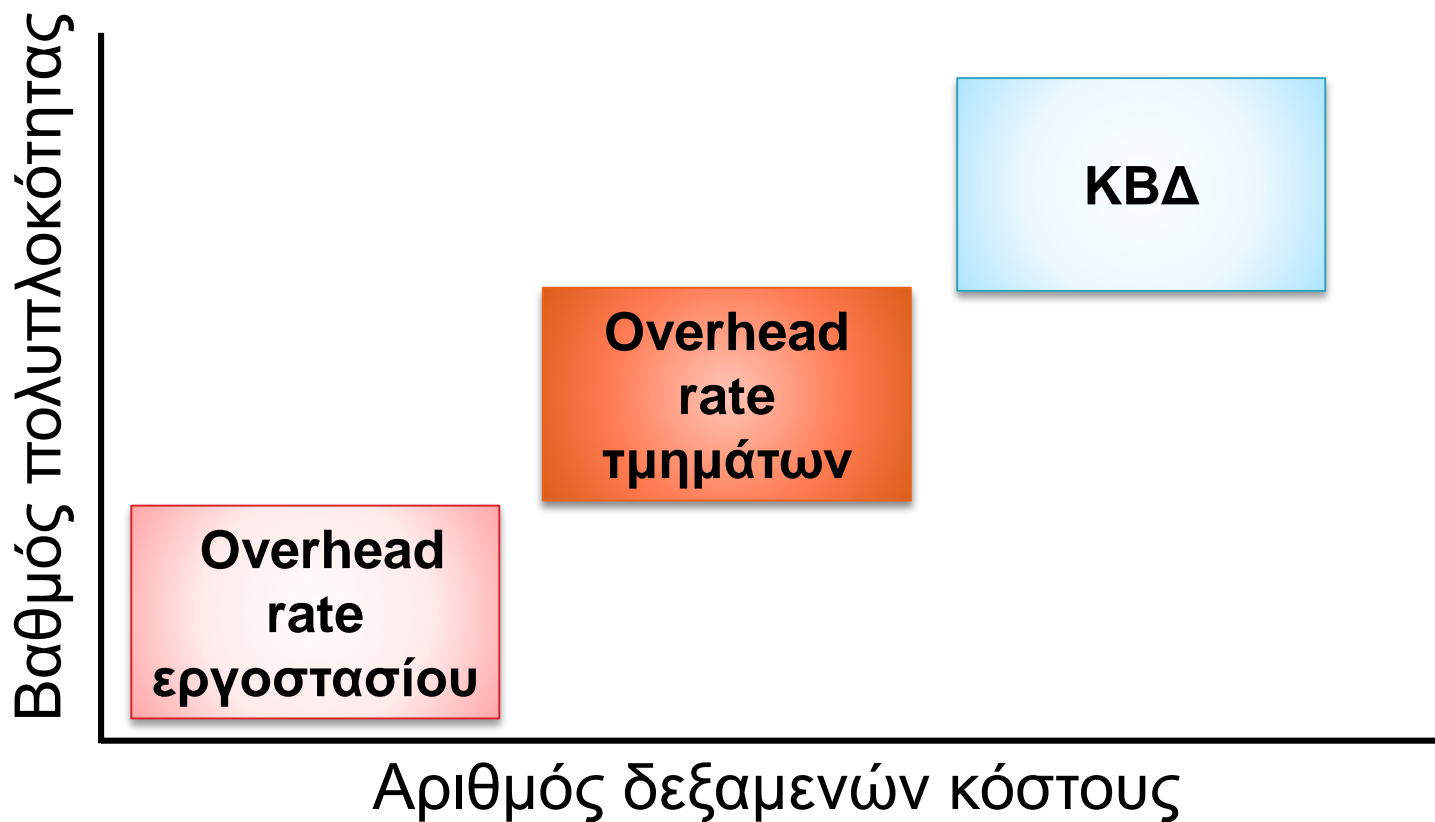 Βαθμός πολυπλοκότητας
ΚΒΔ
Overhead
rate
τμημάτων
Overhead
rate
εργοστασίου
Αριθμός δεξαμενών κόστους